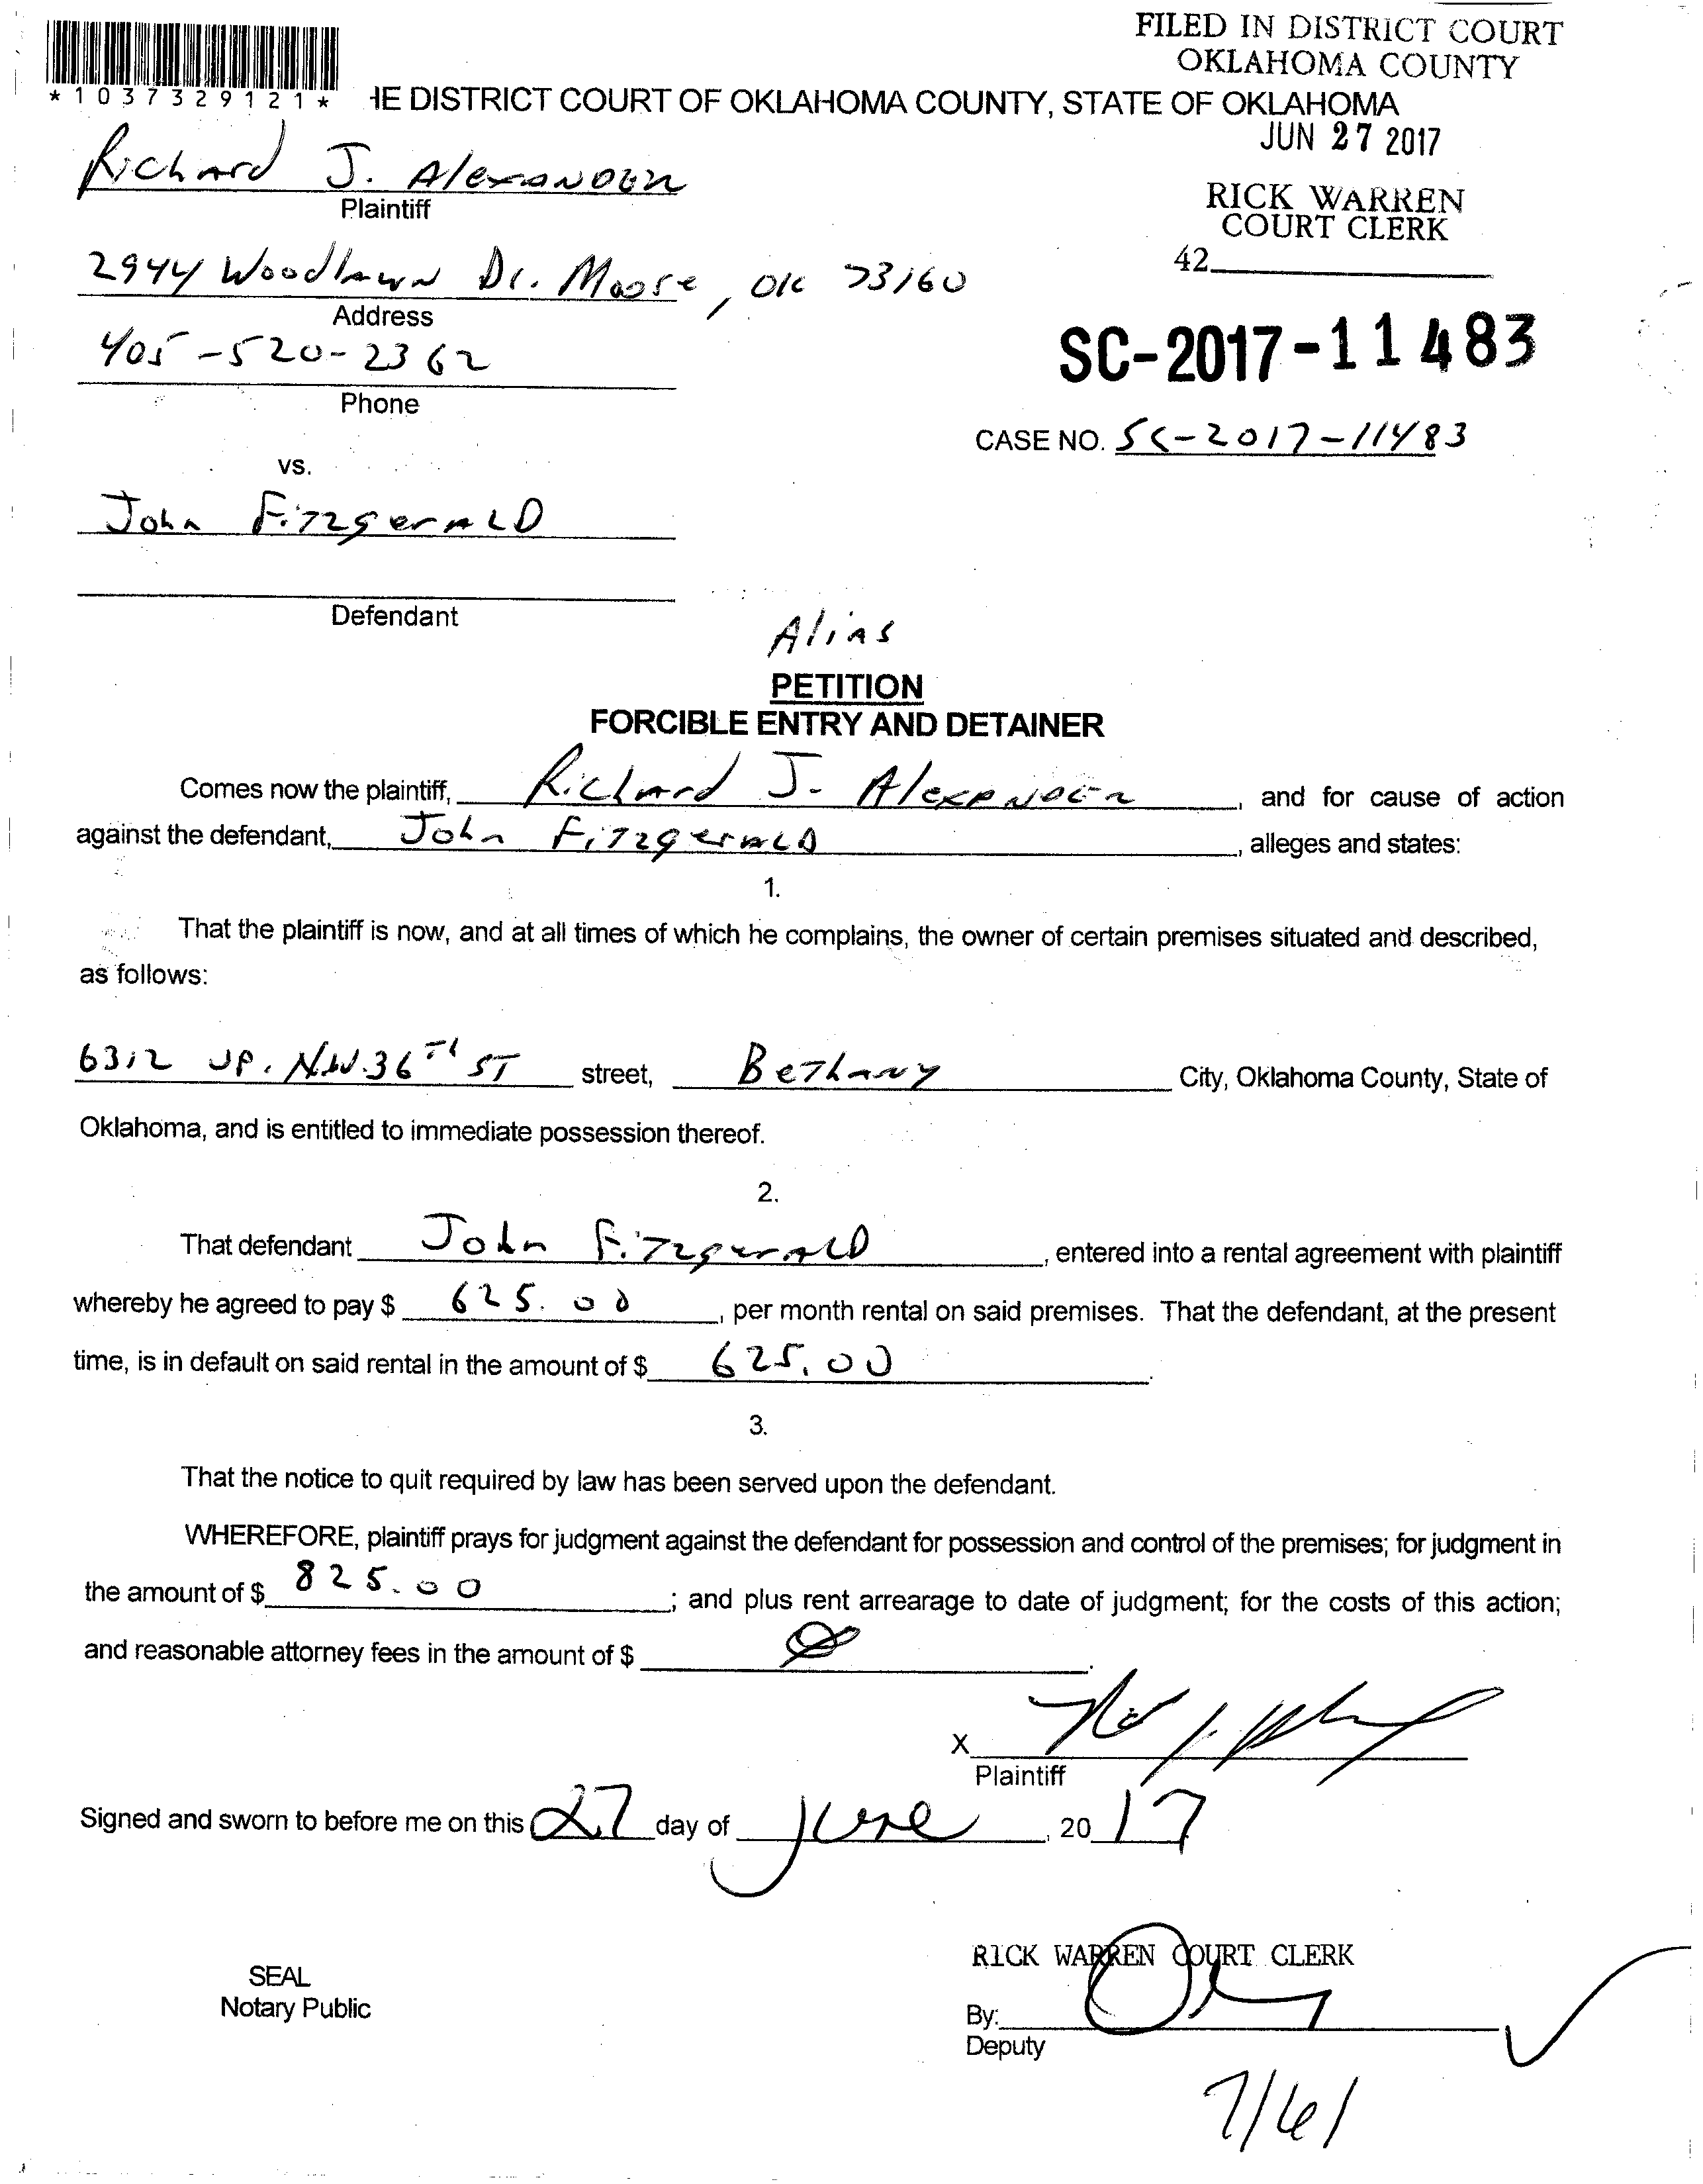 FILED IN DISTRICT COURT
OKLAHOMA COUNTY
*1037329121*
HE DISTRICT COURT OF OKLAHOMA COUNTY, STATE OF OKLAHOMA
JUN 27 2017
Richard J. Alexander
Plaintiff
RICK WARREN
COURT CLERK
42
2944 Woodlawn Dr. Moore, OK 73160
Address
405-520-2362
Phone
SC-2017-11483
CASE NO. SC-2017-11483
vs.
John Fitzgerald
Defendant
Alias
PETITION
FORCIBLE ENTRY AND DETAINER
Comes now the plaintiff, Richard J. Alexander, and for cause of action
against the defendant, John Fitzgerald, alleges and states:
1.
That the plaintiff is now, and at all times of which he complains, the owner of certain premises situated and described,
as follows:
6312 UP. N.W. 36TH ST street, Bethany City, Oklahoma County, State of
Oklahoma, and is entitled to immediate possession thereof.
2.
That defendant John Fitzgerald, entered into a rental agreement with plaintiff
whereby he agreed to pay $ 625.00, per month rental on said premises. That the defendant, at the present
time, is in default on said rental in the amount of $ 625.00.
3.
That the notice to quit required by law has been served upon the defendant.
WHEREFORE, plaintiff prays for judgment against the defendant for possession and control of the premises; for judgment in
the amount of $ 825.00; and plus rent arrearage to date of judgment; for the costs of this action;
and reasonable attorney fees in the amount of $ Ø.
X
Plaintiff
Signed and sworn to before me on this 27 day of June, 2017
RICK WARREN COURT CLERK
SEAL
Notary Public
By:
Deputy